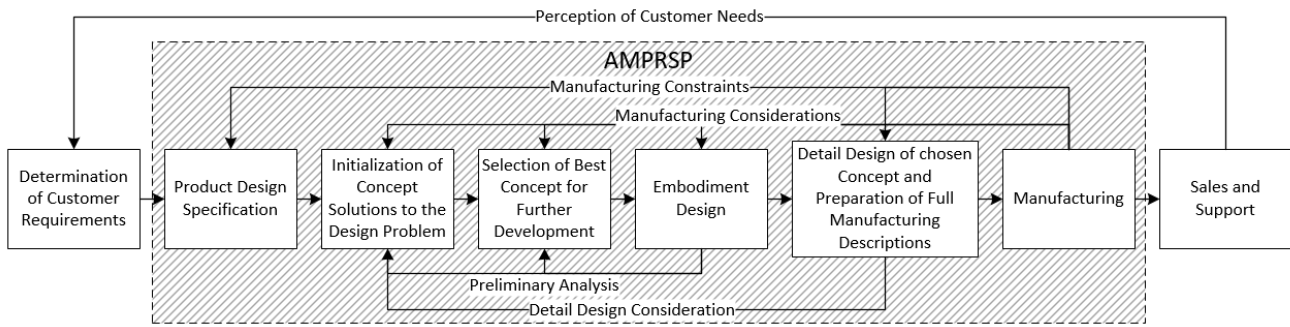 Perception of Customer Needs
AMPRSP
Manufacturing Constraints
Manufacturing Considerations
Determination
of Customer
Requirements
Product Design
Specification
Initialization of
Concept
Solutions to the
Design Problem
Selection of Best
Concept for
Further
Development
Embodiment
Design
Detail Design of chosen
Concept and
Preparation of Full
Manufacturing
Descriptions
Manufacturing
Sales and
Support
Preliminary Analysis
Detail Design Consideration